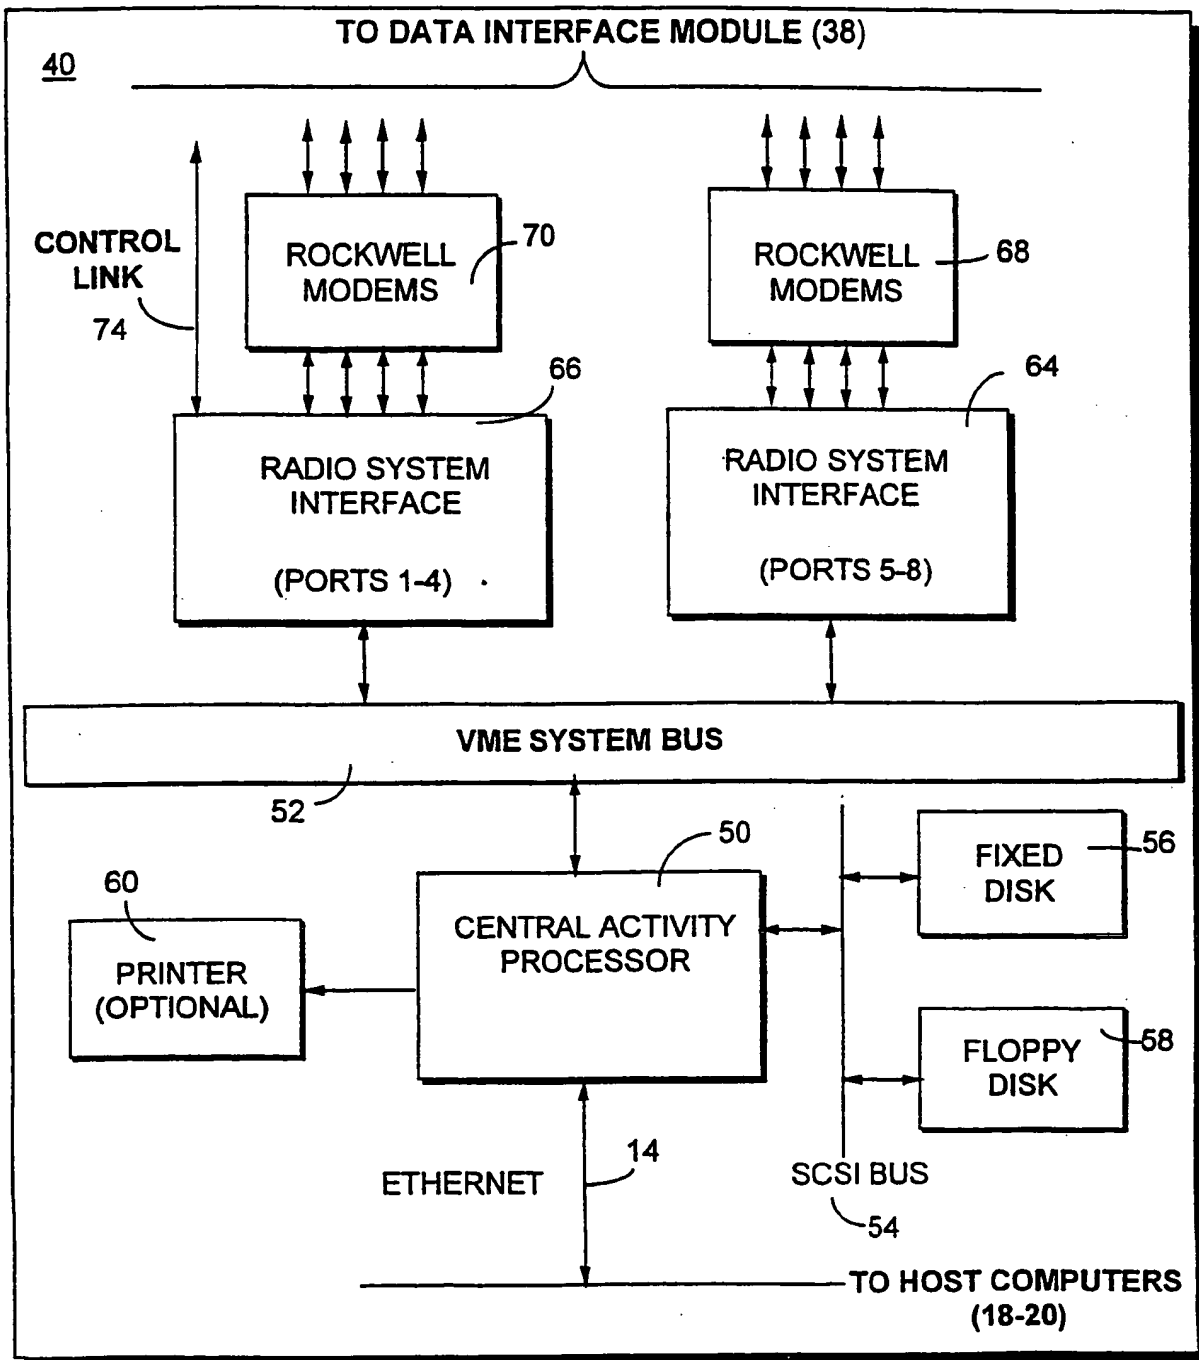 TO DATA INTERFACE MODULE (38)
40
CONTROL
LINK
74
ROCKWELL
MODEMS
70
ROCKWELL
MODEMS
68
66
RADIO SYSTEM
INTERFACE
(PORTS 1-4)
64
RADIO SYSTEM
INTERFACE
(PORTS 5-8)
VME SYSTEM BUS
52
50
CENTRAL ACTIVITY
PROCESSOR
60
PRINTER
(OPTIONAL)
FIXED
DISK
56
FLOPPY
DISK
58
ETHERNET
14
SCSI BUS
54
TO HOST COMPUTERS
(18-20)